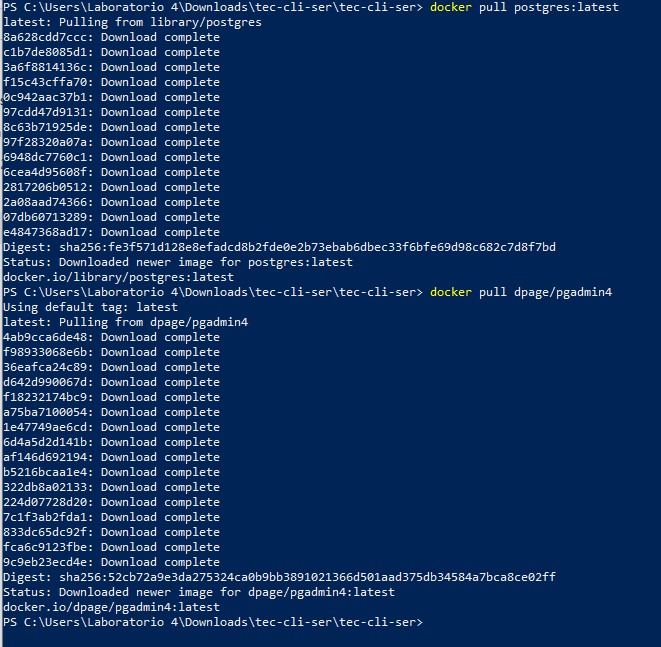 PS C:\Users\Laboratorio 4\Downloads\tec-cli-ser\tec-cli-ser> docker pull postgres:latest
latest: Pulling from library/postgres
8a628cdd7ccc: Download complete
c1b7de8085d1: Download complete
3a6f8814136c: Download complete
f15c43cffa70: Download complete
0c942aac37b1: Download complete
97cdd47d9131: Download complete
8c63b71925de: Download complete
97f28320a07a: Download complete
6948dc7760c1: Download complete
6cea4d95608f: Download complete
2817206b0512: Download complete
2a08aad74366: Download complete
07db60713289: Download complete
e4847368ad17: Download complete
Digest: sha256:fe3f571d128e8efadcd8b2fde0e2b73ebab6dbec33f6bfe69d98c682c7d8f7bd
Status: Downloaded newer image for postgres:latest
docker.io/library/postgres:latest
PS C:\Users\Laboratorio 4\Downloads\tec-cli-ser\tec-cli-ser> docker pull dpage/pgadmin4
Using default tag: latest
latest: Pulling from dpage/pgadmin4
4ab9cca6de48: Download complete
f98933068e6b: Download complete
36eafca24c89: Download complete
d642d990067d: Download complete
f18232174bc9: Download complete
a75ba7100054: Download complete
1e47749ae6cd: Download complete
6d4a5d2d141b: Download complete
af146d692194: Download complete
b5216bcaa1e4: Download complete
322db8a02133: Download complete
224d07728d20: Download complete
7c1f3ab2fda1: Download complete
833dc65dc92f: Download complete
fca6c9123fbe: Download complete
9c9eb23ecd4e: Download complete
Digest: sha256:52cb72a9e3da275324ca0b9bb3891021366d501aad375db34584a7bca8ce02ff
Status: Downloaded newer image for dpage/pgadmin4:latest
docker.io/dpage/pgadmin4:latest
PS C:\Users\Laboratorio 4\Downloads\tec-cli-ser\tec-cli-ser>